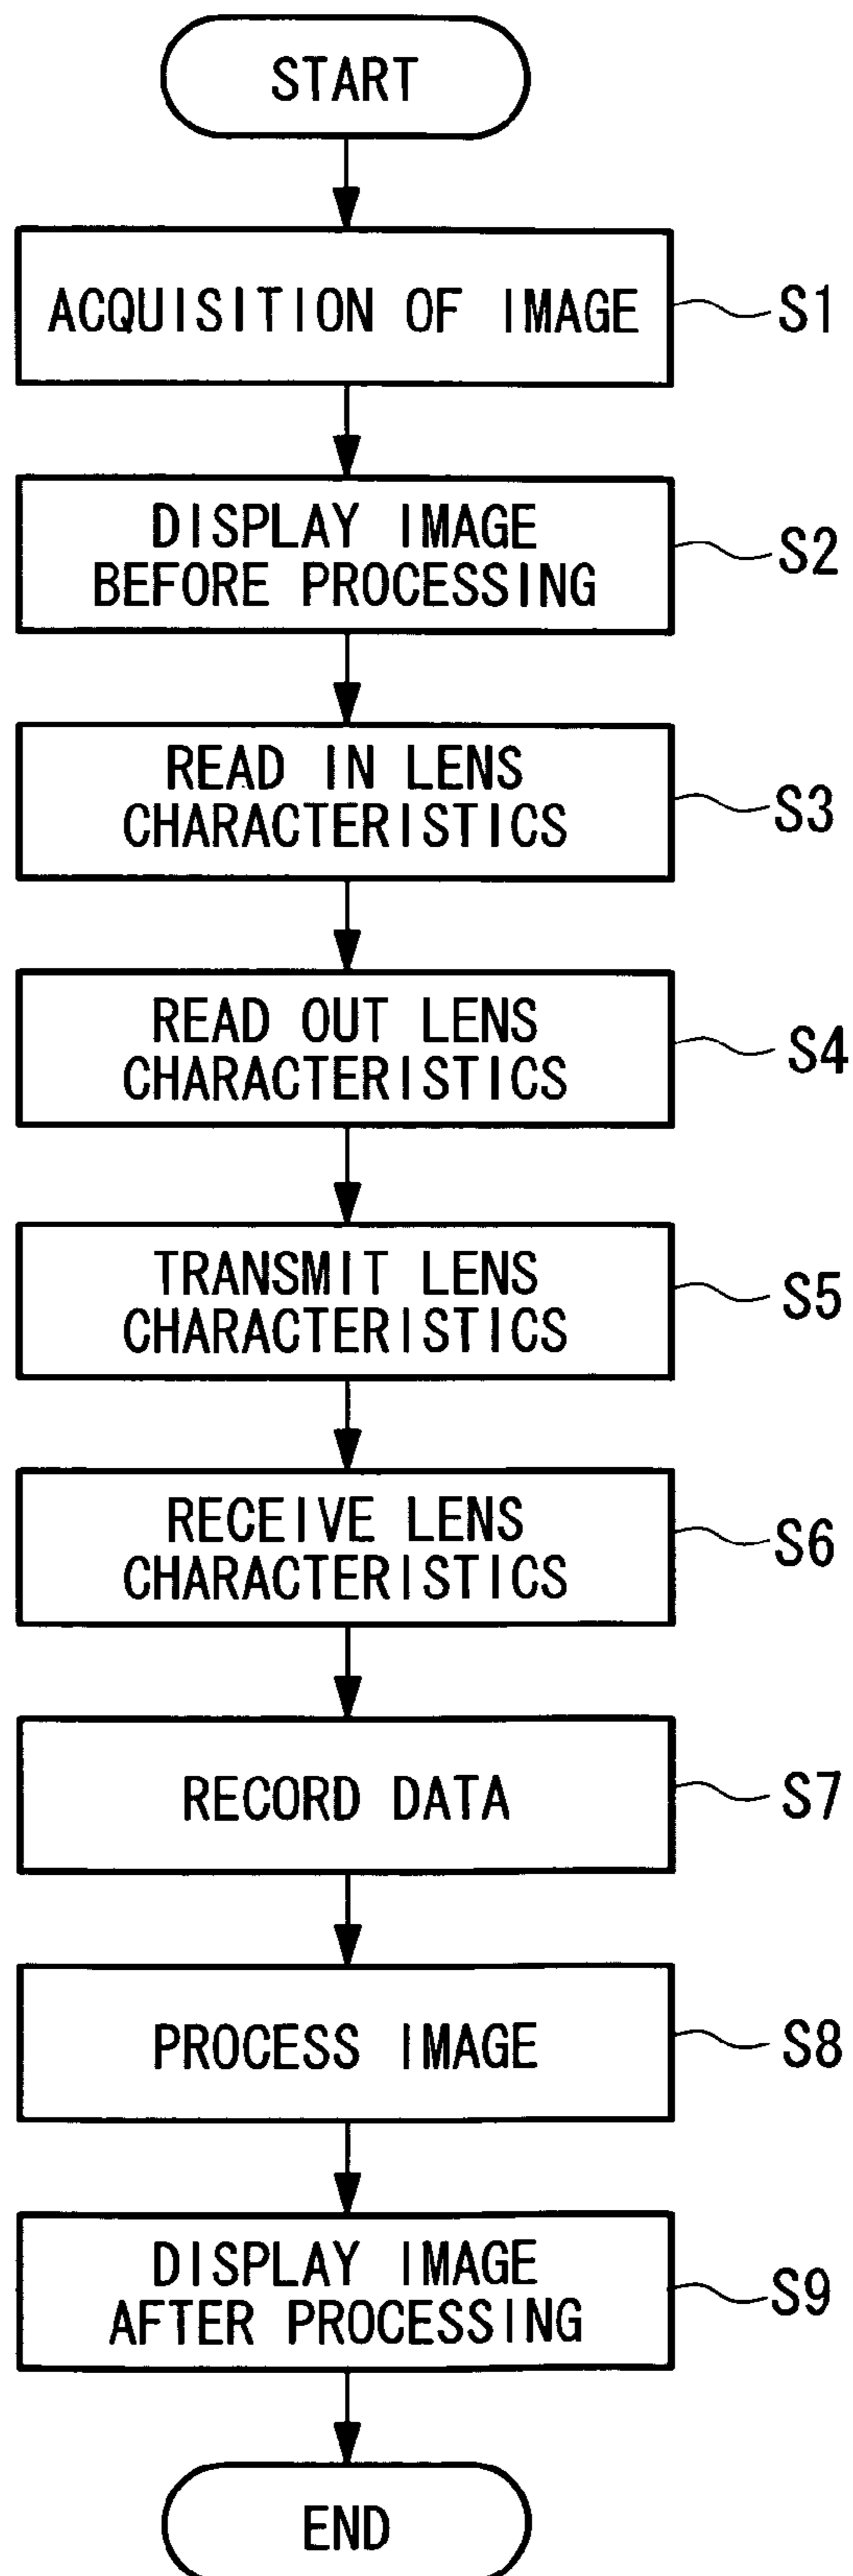 START
ACQUISITION OF IMAGE
S1
DISPLAY IMAGE
BEFORE PROCESSING
S2
READ IN LENS
CHARACTERISTICS
S3
READ OUT LENS
CHARACTERISTICS
S4
TRANSMIT LENS
CHARACTERISTICS
S5
RECEIVE LENS
CHARACTERISTICS
S6
RECORD DATA
S7
PROCESS IMAGE
S8
DISPLAY IMAGE
AFTER PROCESSING
S9
END